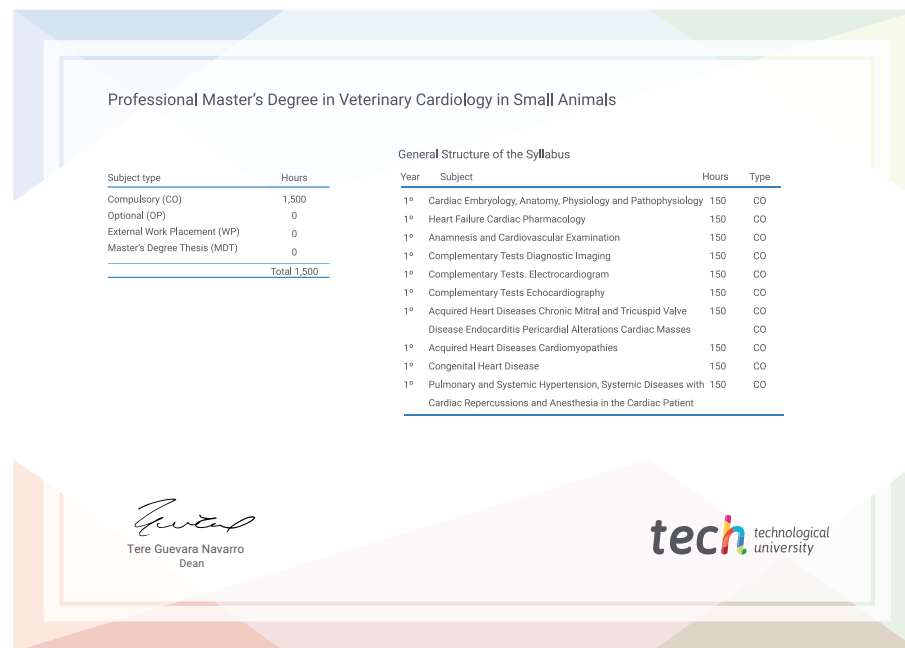 Professional Master's Degree in Veterinary Cardiology in Small Animals
Subject type Hours
Compulsory (CO) 1,500
Optional (OP) 0
External Work Placement (WP) 0
Master's Degree Thesis (MDT) 0
Total 1,500
General Structure of the Syllabus
Year Subject Hours Type
1º Cardiac Embryology, Anatomy, Physiology and Pathophysiology 150 CO
1º Heart Failure Cardiac Pharmacology 150 CO
1º Anamnesis and Cardiovascular Examination 150 CO
1º Complementary Tests Diagnostic Imaging 150 CO
1º Complementary Tests. Electrocardiogram 150 CO
1º Complementary Tests Echocardiography 150 CO
1º Acquired Heart Diseases Chronic Mitral and Tricuspid Valve 150 CO
Disease Endocarditis Pericardial Alterations Cardiac Masses CO
1º Acquired Heart Diseases Cardiomyopathies 150 CO
1º Congenital Heart Disease 150 CO
1º Pulmonary and Systemic Hypertension, Systemic Diseases with 150 CO
Cardiac Repercussions and Anesthesia in the Cardiac Patient
Tere Guevara Navarro
Dean
tech technological
university